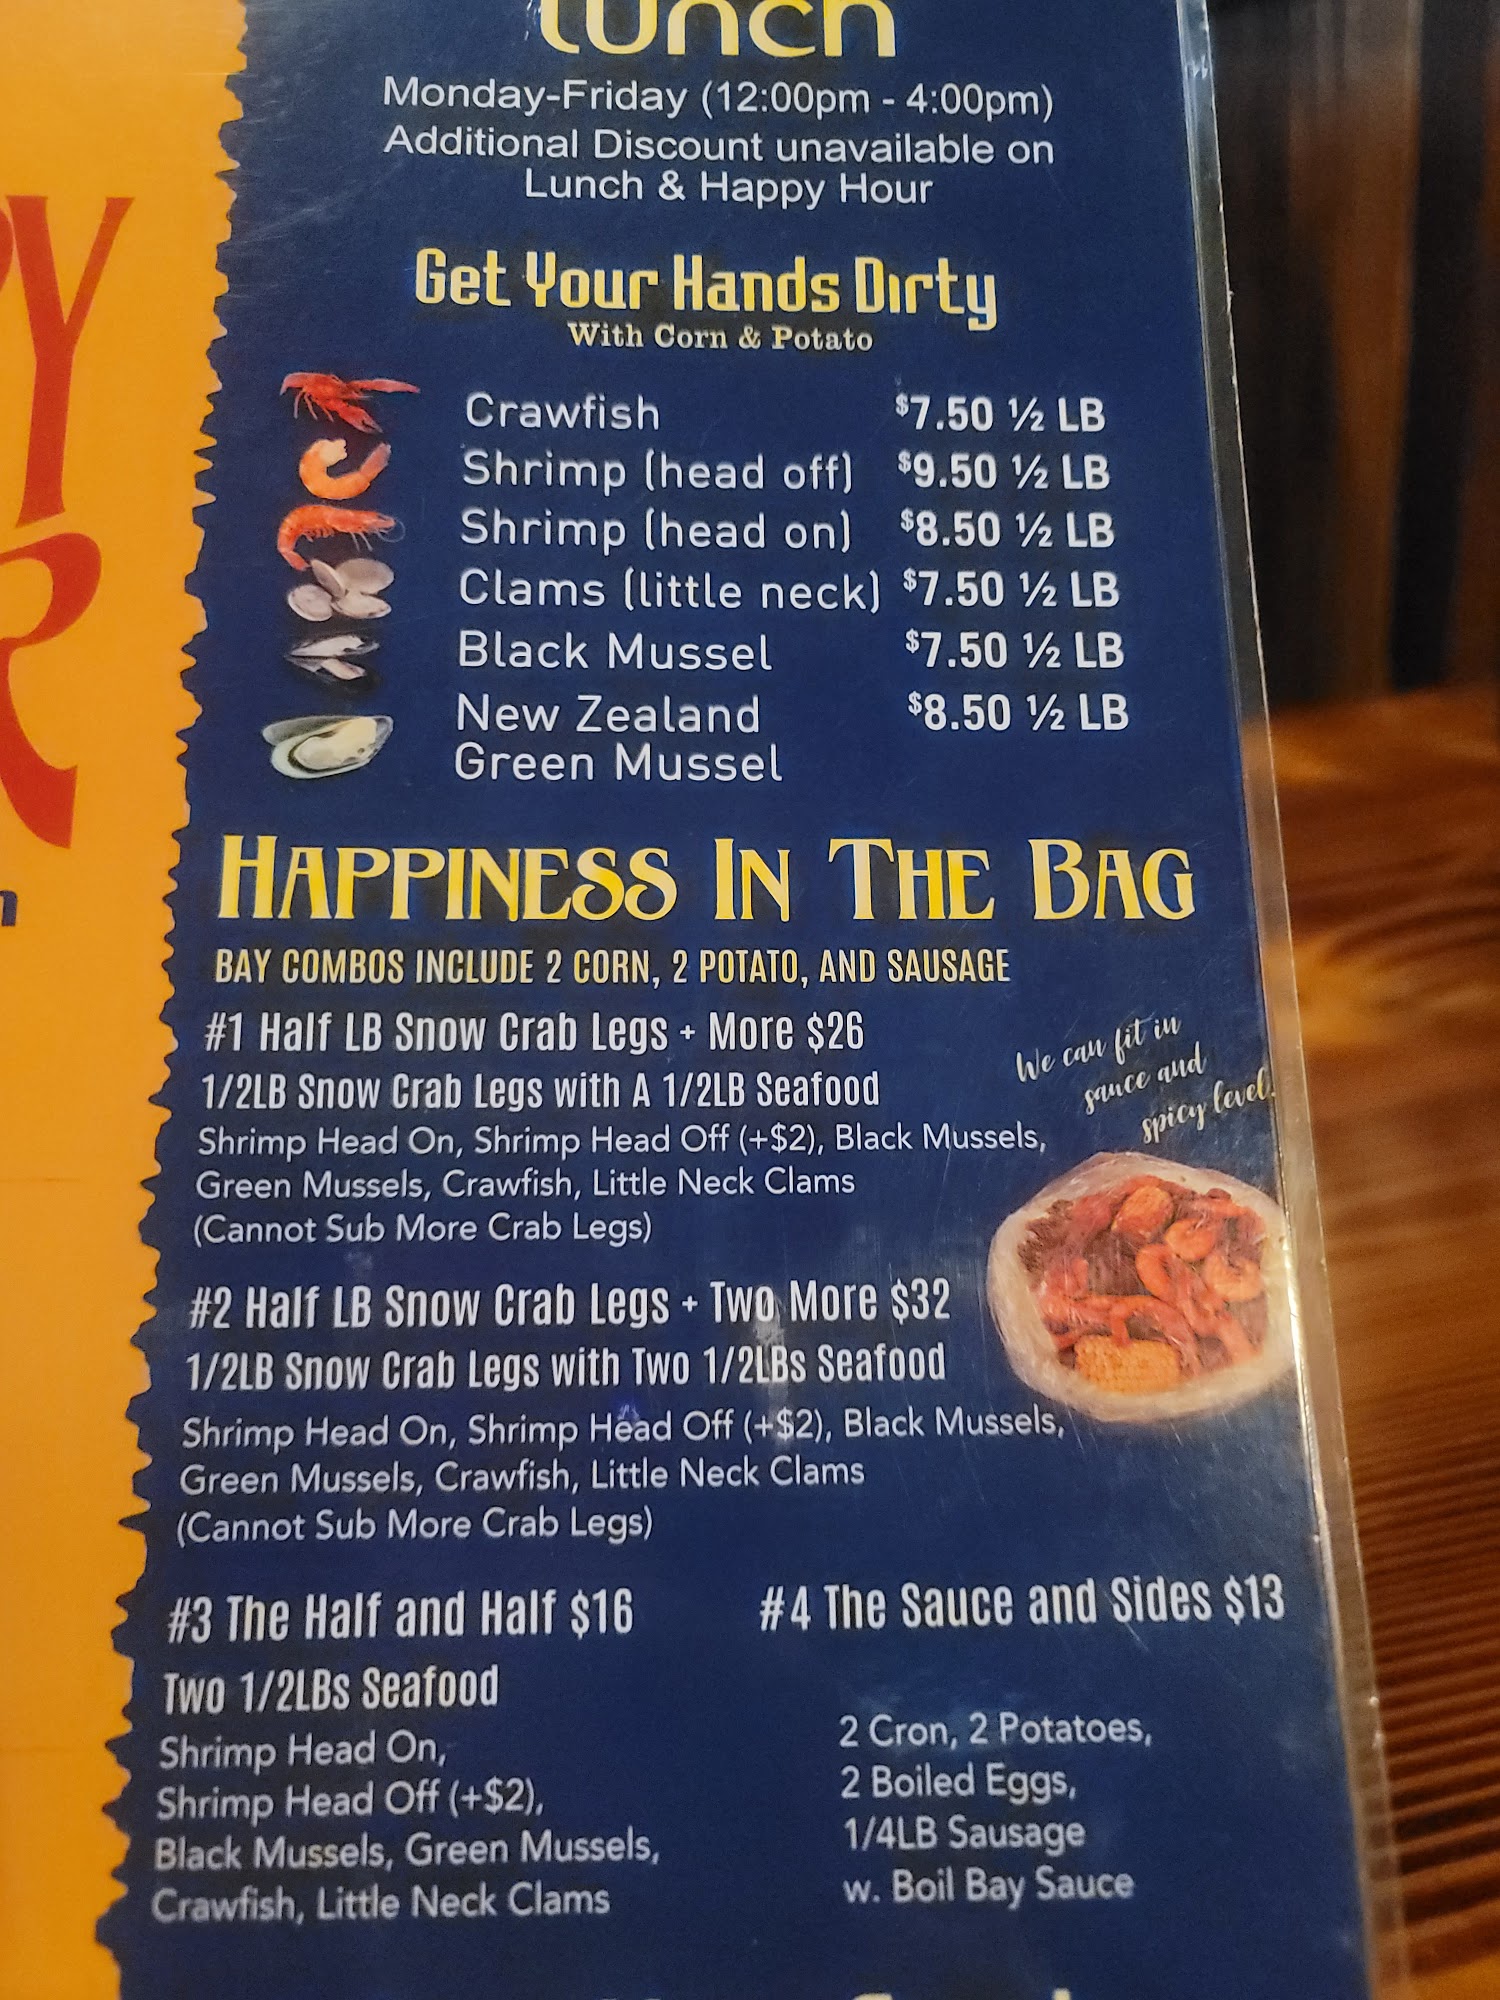 Lunch
Monday-Friday (12:00pm - 4:00pm)
Additional Discount unavailable on
Lunch & Happy Hour
Get Your Hands Dirty
With Corn & Potato
Crawfish $7.50 ½ LB
Shrimp (head off) $9.50 ½ LB
Shrimp (head on) $8.50 ½ LB
Clams (little neck) $7.50 ½ LB
Black Mussel $7.50 ½ LB
New Zealand $8.50 ½ LB
Green Mussel
HAPPINESS IN THE BAG
BAY COMBOS INCLUDE 2 CORN, 2 POTATO, AND SAUSAGE
#1 Half LB Snow Crab Legs + More $26
1/2LB Snow Crab Legs with A 1/2LB Seafood
Shrimp Head On, Shrimp Head Off (+$2), Black Mussels,
Green Mussels, Crawfish, Little Neck Clams
(Cannot Sub More Crab Legs)
We can fit in
sauce and
spicy level.
#2 Half LB Snow Crab Legs + Two More $32
1/2LB Snow Crab Legs with Two 1/2LBs Seafood
Shrimp Head On, Shrimp Head Off (+$2), Black Mussels,
Green Mussels, Crawfish, Little Neck Clams
(Cannot Sub More Crab Legs)
#3 The Half and Half $16
Two 1/2LBs Seafood
Shrimp Head On,
Shrimp Head Off (+$2),
Black Mussels, Green Mussels,
Crawfish, Little Neck Clams
#4 The Sauce and Sides $13
2 Cron, 2 Potatoes,
2 Boiled Eggs,
1/4LB Sausage
w. Boil Bay Sauce